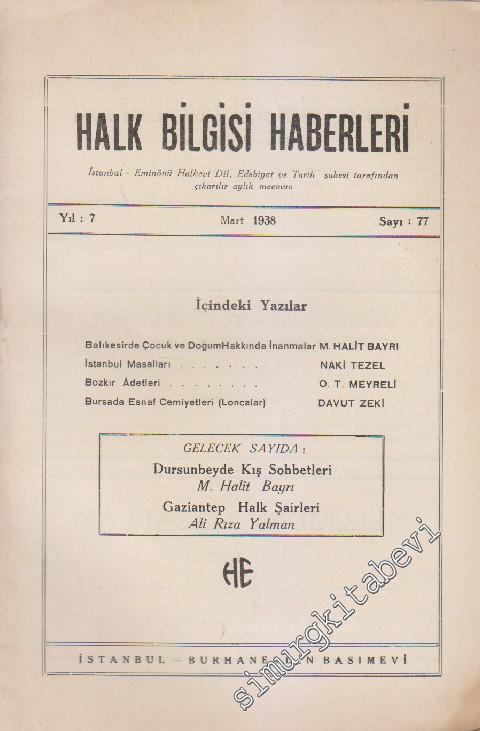 HALK BİLGİSİ HABERLERİ
İstanbul - Eminönü Halkevi Dil, Edebiyat ve Tarih şubesi tarafından
çıkarılır aylık mecmua
Yıl : 7 Mart 1938 Sayı : 77
İçindeki Yazılar
Balıkesirde Çocuk ve DoğumHakkında İnanmalar M. HALİT BAYRI
İstanbul Masalları . . . . . . . NAKİ TEZEL
Bozkır Âdetleri . . . . . . . . O. T. MEYRELİ
Bursada Esnaf Cemiyetleri (Loncalar) DAVUT ZEKİ
GELECEK SAYIDA :
Dursunbeyde Kış Sohbetleri
M. Halit Bayrı
Gaziantep Halk Şairleri
Ali Rıza Yalman
HE
İSTANBUL — BURHANEDDİN BASIMEVİ
simurgkitabevi